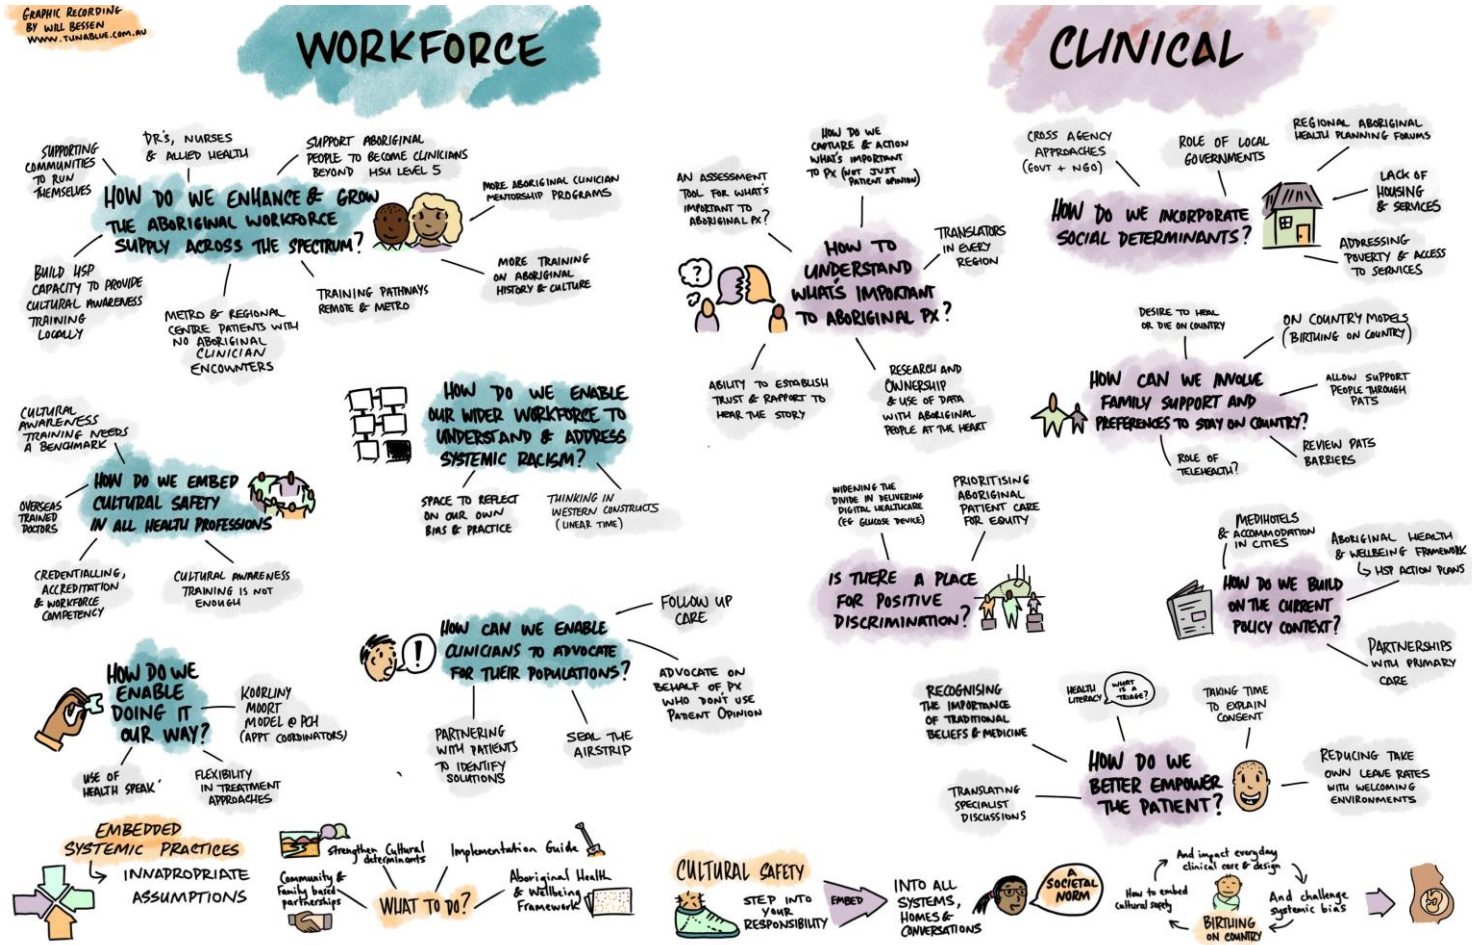 GRAPHIC RECORDING
BY WILL BESSEN
WWW.TUNABLUE.COM.AU
WORKFORCE
SUPPORTING
COMMUNITIES
TO RUN
THEMSELVES
DR'S, NURSES
& ALLIED HEALTH
SUPPORT ABORIGINAL
PEOPLE TO BECOME CLINICIANS
BEYOND HSU LEVEL 5
HOW DO WE ENHANCE & GROW
THE ABORIGINAL WORKFORCE
SUPPLY ACROSS THE SPECTRUM?
MORE ABORIGINAL CLINICIAN
MENTORSHIP PROGRAMS
MORE TRAINING
ON ABORIGINAL
HISTORY & CULTURE
BUILD HSP
CAPACITY TO PROVIDE
CULTURAL AWARENESS
TRAINING
LOCALLY
METRO & REGIONAL
CENTRE PATIENTS WITH
NO ABORIGINAL
CLINICIAN
ENCOUNTERS
TRAINING PATHWAYS
REMOTE & METRO
CULTURAL
AWARENESS
TRAINING NEEDS
A BENCHMARK
HOW DO WE EMBED
CULTURAL SAFETY
IN ALL HEALTH PROFESSIONS
OVERSEAS
TRAINED
DOCTORS
CREDENTIALLING,
ACCREDITATION
& WORKFORCE
COMPETENCY
CULTURAL AWARENESS
TRAINING IS NOT
ENOUGH
HOW DO WE ENABLE
OUR WIDER WORKFORCE TO
UNDERSTAND & ADDRESS
SYSTEMIC RACISM?
SPACE TO REFLECT
ON OUR OWN
BIAS & PRACTICE
THINKING IN
WESTERN CONSTRUCTS
(LINEAR TIME)
HOW DO WE
ENABLE
DOING IT
OUR WAY?
KOORLINY
MOORT
MODEL @ PCH
(APPT COORDINATORS)
USE OF
'HEALTH SPEAK'
FLEXIBILITY
IN TREATMENT
APPROACHES
!
HOW CAN WE ENABLE
CLINICIANS TO ADVOCATE
FOR THEIR POPULATIONS?
FOLLOW UP
CARE
ADVOCATE ON
BEHALF OF PX
WHO DON'T USE
PATIENT OPINION
PARTNERING
WITH PATIENTS
TO IDENTIFY
SOLUTIONS
SEAL THE
AIRSTRIP
CLINICAL
AN ASSESSMENT
TOOL FOR WHAT'S
IMPORTANT TO
ABORIGINAL PX?
HOW DO WE
CAPTURE & ACTION
WHAT'S IMPORTANT
TO PX (NOT JUST
PATIENT OPINION)
TRANSLATORS
IN EVERY
REGION
?
HOW TO
UNDERSTAND
WHAT'S IMPORTANT
TO ABORIGINAL PX?
ABILITY TO ESTABLISH
TRUST & RAPPORT TO
HEAR THE STORY
RESEARCH AND
OWNERSHIP
& USE OF DATA
WITH ABORIGINAL
PEOPLE AT THE HEART
CROSS AGENCY
APPROACHES
(GOVT + NGO)
ROLE OF LOCAL
GOVERNMENTS
REGIONAL ABORIGINAL
HEALTH PLANNING FORUMS
HOW DO WE INCORPORATE
SOCIAL DETERMINANTS?
LACK OF
HOUSING
& SERVICES
ADDRESSING
POVERTY & ACCESS
TO SERVICES
DESIRE TO HEAL
OR DIE ON COUNTRY
ON COUNTRY MODELS
(BIRTHING ON COUNTRY)
HOW CAN WE INVOLVE
FAMILY SUPPORT AND
PREFERENCES TO STAY ON COUNTRY?
ALLOW SUPPORT
PEOPLE THROUGH
PATS
ROLE OF
TELEHEALTH?
REVIEW PATS
BARRIERS
WIDENING THE
DIVIDE IN DELIVERING
DIGITAL HEALTHCARE
(EG GLUCOSE DEVICE)
PRIORITISING
ABORIGINAL
PATIENT CARE
FOR EQUITY
IS THERE A PLACE
FOR POSITIVE
DISCRIMINATION?
MEDIHOTELS
& ACCOMMODATION
IN CITIES
ABORIGINAL HEALTH
& WELLBEING FRAMEWORK
↳ HSP ACTION PLANS
HOW DO WE BUILD
ON THE CURRENT
POLICY CONTEXT?
PARTNERSHIPS
WITH PRIMARY
CARE
RECOGNISING
THE IMPORTANCE
OF TRADITIONAL
BELIEFS & MEDICINE
HEALTH
LITERACY
WHAT
IS A
TRIAGE?
TAKING TIME
TO EXPLAIN
CONSENT
HOW DO WE
BETTER EMPOWER
THE PATIENT?
TRANSLATING
SPECIALIST
DISCUSSIONS
REDUCING TAKE
OWN LEAVE RATES
WITH WELCOMING
ENVIRONMENTS
EMBEDDED
SYSTEMIC PRACTICES
INNAPROPRIATE
ASSUMPTIONS
Strengthen Cultural
determinants
Implementation Guide
Community &
Family based
partnerships
WHAT TO DO?
Aboriginal Health
& Wellbeing
Framework
CULTURAL SAFETY
STEP INTO
YOUR
RESPONSIBILITY
EMBED
INTO ALL
SYSTEMS,
HOMES &
CONVERSATIONS
A
SOCIETAL
NORM
And impact everyday
clinical care & design
How to embed
cultural safety
And challenge
systemic bias
BIRTHING
ON COUNTRY